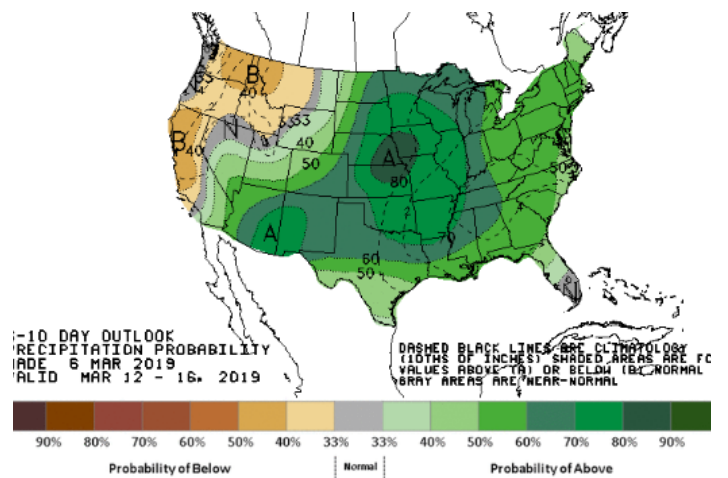 33
B
40
N
33
33
N
B
40
40
50
A
80
A
70
60
50
50
N
-10 DAY OUTLOOK
RECIPITATION PROBABILITY
ADE 6 MAR 2019
ALID MAR 12 - 16, 2019
DASHED BLACK LINES ARE CLIMATOLOGY
(10THS OF INCHES) SHADED AREAS ARE FO
VALUES ABOVE (A) OR BELOW (B) NORMAL
GRAY AREAS ARE NEAR-NORMAL
90% 80% 70% 60% 50% 40% 33% 33% 40% 50% 60% 70% 80% 90%
Probability of Below Normal Probability of Above